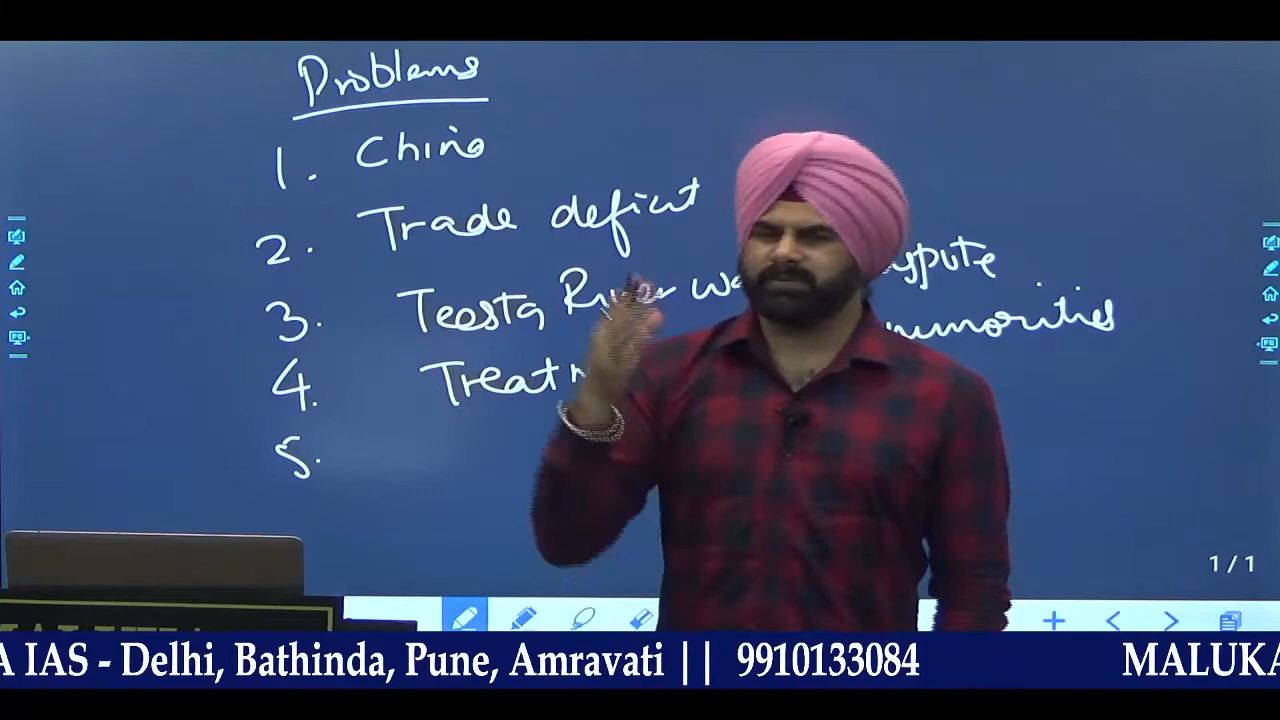 Problems
1. China
2. Trade deficit
3. Teesta River
4. minorities
5.
1 / 1
A IAS - Delhi, Bathinda, Pune, Amravati || 9910133084 MALUKA